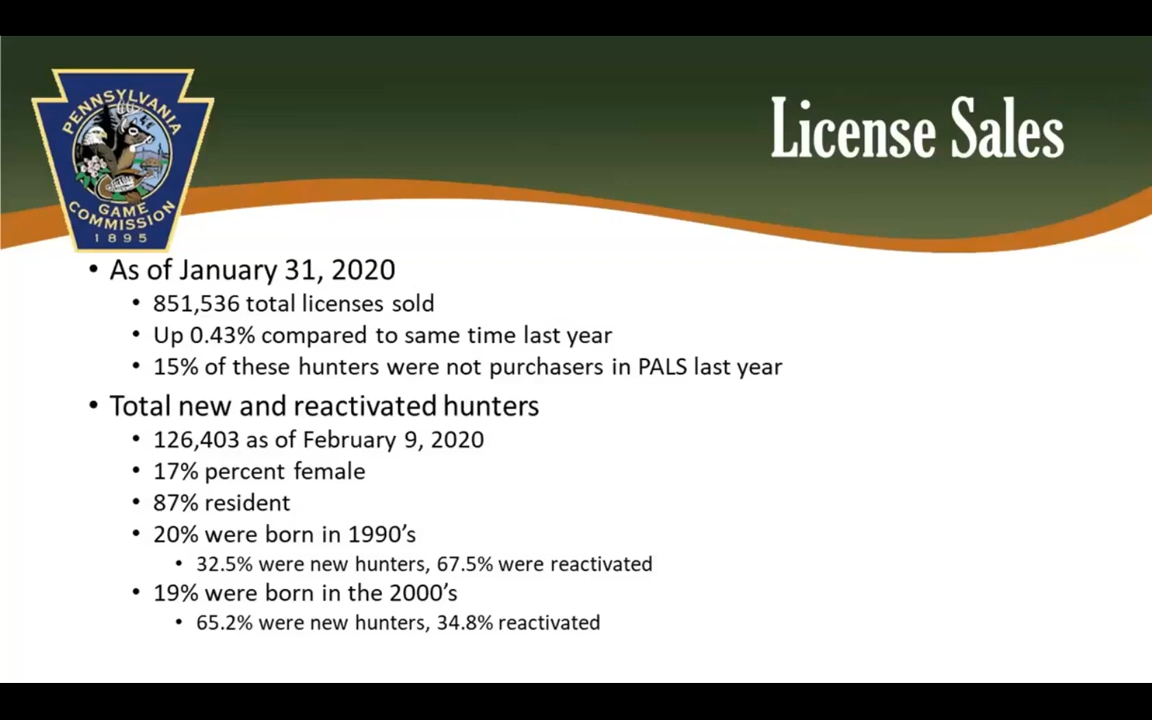 PENNSYLVANIA
GAME
COMMISSION
1895
License Sales
• As of January 31, 2020
• 851,536 total licenses sold
• Up 0.43% compared to same time last year
• 15% of these hunters were not purchasers in PALS last year
• Total new and reactivated hunters
• 126,403 as of February 9, 2020
• 17% percent female
• 87% resident
• 20% were born in 1990’s
• 32.5% were new hunters, 67.5% were reactivated
• 19% were born in the 2000’s
• 65.2% were new hunters, 34.8% reactivated